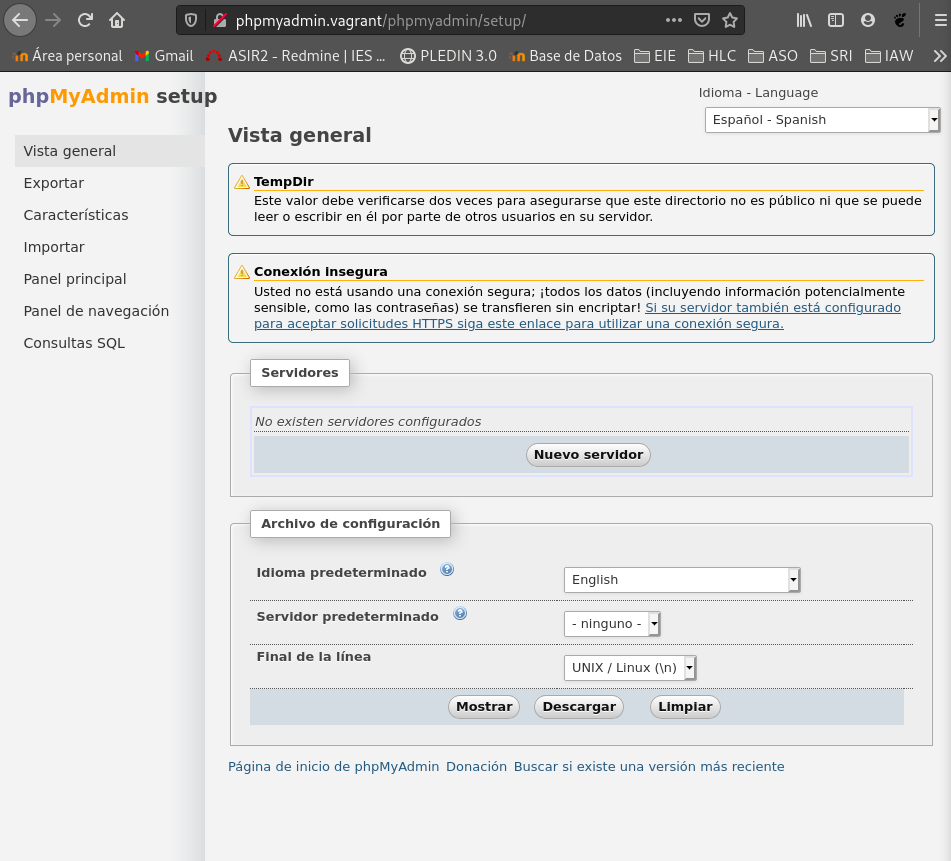 phpmyadmin.vagrant/phpmyadmin/setup/
Área personal Gmail ASIR2 - Redmine | IES ... PLEDIN 3.0 Base de Datos EIE HLC ASO SRI IAW
phpMyAdmin setup
Idioma - Language
Español - Spanish
Vista general
Exportar
Características
Importar
Panel principal
Panel de navegación
Consultas SQL
Vista general
TempDir
Este valor debe verificarse dos veces para asegurarse que este directorio no es público ni que se puede
leer o escribir en él por parte de otros usuarios en su servidor.
Conexión insegura
Usted no está usando una conexión segura; ¡todos los datos (incluyendo información potencialmente
sensible, como las contraseñas) se transfieren sin encriptar! Si su servidor también está configurado
para aceptar solicitudes HTTPS siga este enlace para utilizar una conexión segura.
Servidores
No existen servidores configurados
Nuevo servidor
Archivo de configuración
Idioma predeterminado English
Servidor predeterminado - ninguno -
Final de la línea UNIX / Linux (\n)
Mostrar Descargar Limpiar
Página de inicio de phpMyAdmin Donación Buscar si existe una versión más reciente